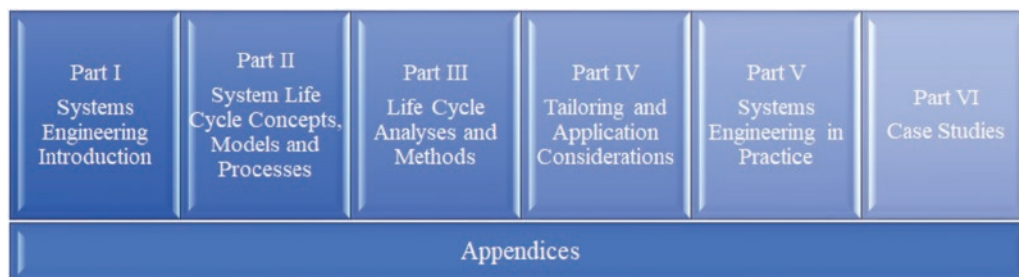 Part I
Systems
Engineering
Introduction
Part II
System Life
Cycle Concepts,
Models and
Processes
Part III
Life Cycle
Analyses and
Methods
Part IV
Tailoring and
Application
Considerations
Part V
Systems
Engineering in
Practice
Part VI
Case Studies
Appendices